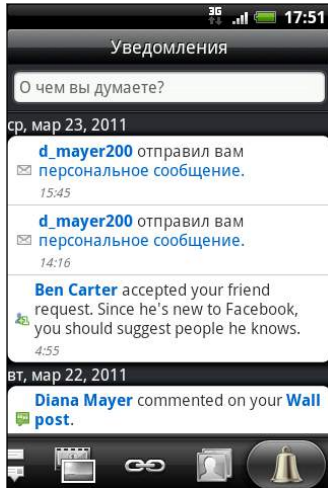 3G 17:51
Уведомления
О чем вы думаете?
ср, мар 23, 2011
d_mayer200 отправил вам
персональное сообщение.
15:45
d_mayer200 отправил вам
персональное сообщение.
14:16
Ben Carter accepted your friend
request. Since he's new to Facebook,
you should suggest people he knows.
4:55
вт, мар 22, 2011
Diana Mayer commented on your Wall
post.